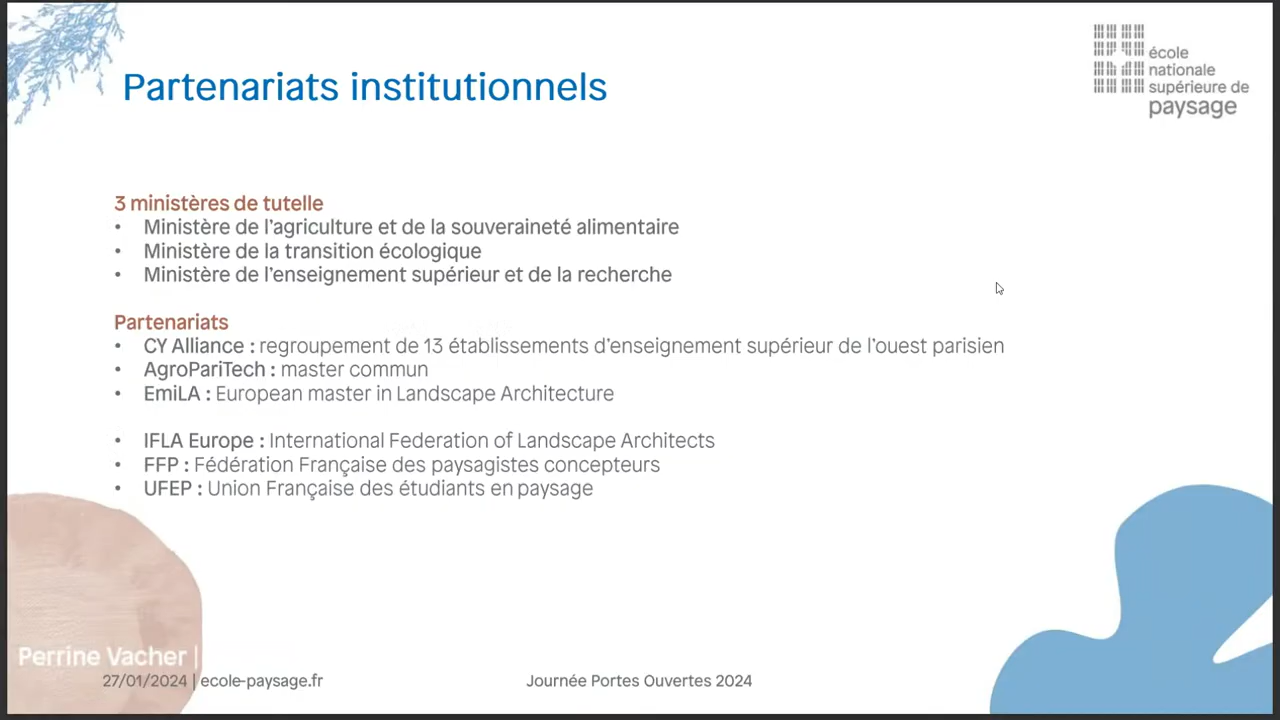 Partenariats institutionnels
école
nationale
supérieure de
paysage
3 ministères de tutelle
• Ministère de l'agriculture et de la souveraineté alimentaire
• Ministère de la transition écologique
• Ministère de l'enseignement supérieur et de la recherche
Partenariats
• CY Alliance : regroupement de 13 établissements d'enseignement supérieur de l'ouest parisien
• AgroPariTech : master commun
• EmiLA : European master in Landscape Architecture
• IFLA Europe : International Federation of Landscape Architects
• FFP : Fédération Française des paysagistes concepteurs
• UFEP : Union Française des étudiants en paysage
Perrine Vacher |
27/01/2024 | ecole-paysage.fr
Journée Portes Ouvertes 2024